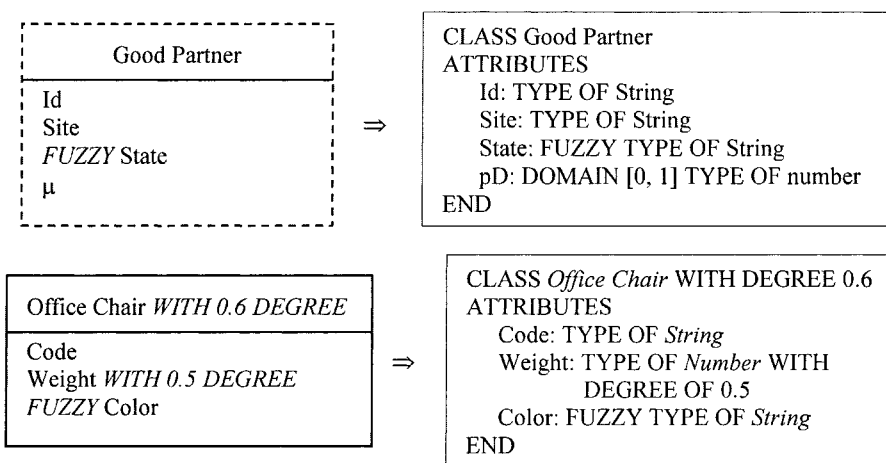 Good Partner
Id
Site
FUZZY State
μ
⇒
CLASS Good Partner
ATTRIBUTES
Id: TYPE OF String
Site: TYPE OF String
State: FUZZY TYPE OF String
pD: DOMAIN [0, 1] TYPE OF number
END
Office Chair WITH 0.6 DEGREE
Code
Weight WITH 0.5 DEGREE
FUZZY Color
⇒
CLASS Office Chair WITH DEGREE 0.6
ATTRIBUTES
Code: TYPE OF String
Weight: TYPE OF Number WITH
DEGREE OF 0.5
Color: FUZZY TYPE OF String
END